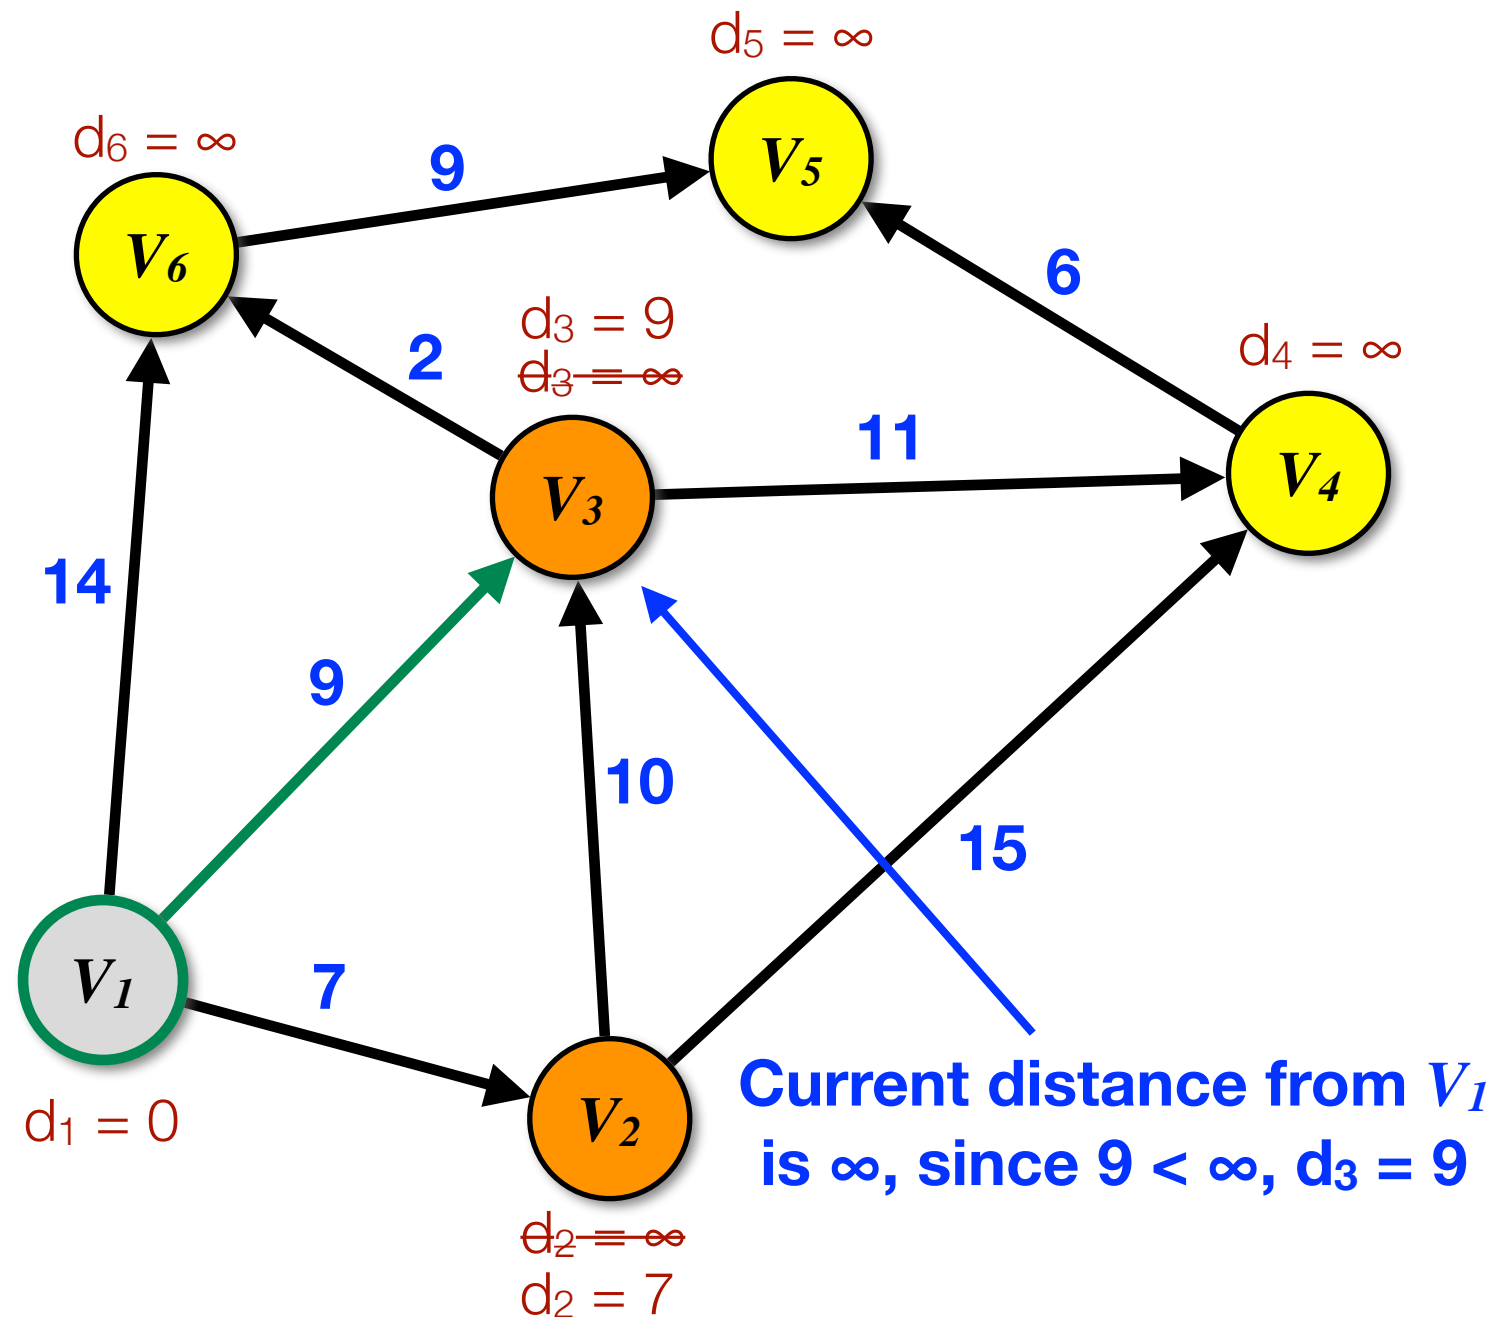 d₅ = ∞
V₅
d₆ = ∞
9
V₆
6
d₃ = 9
d₃ = ∞
2
d₄ = ∞
11
V₃
V₄
14
9
10
15
V₁
7
Current distance from V₁
is ∞, since 9 < ∞, d₃ = 9
d₁ = 0
V₂
d₂ = ∞
d₂ = 7